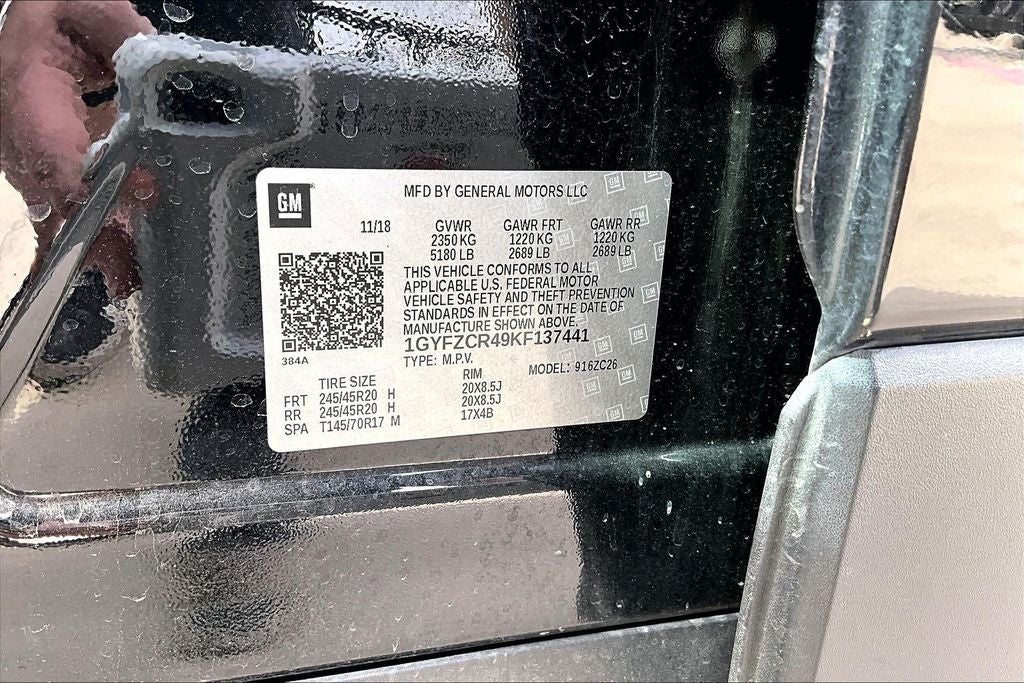 GM
MFD BY GENERAL MOTORS LLC
11/18 GVWR GAWR FRT GAWR RR
2350 KG 1220 KG 1220 KG
5180 LB 2689 LB 2689 LB
THIS VEHICLE CONFORMS TO ALL
APPLICABLE U.S. FEDERAL MOTOR
VEHICLE SAFETY AND THEFT PREVENTION
STANDARDS IN EFFECT ON THE DATE OF
MANUFACTURE SHOWN ABOVE.
1GYFZCR49KF137441
384A
TYPE: M.P.V. MODEL: 916ZC26
TIRE SIZE RIM
FRT 245/45R20 H 20X8.5J
RR 245/45R20 H 20X8.5J
SPA T145/70R17 M 17X4B